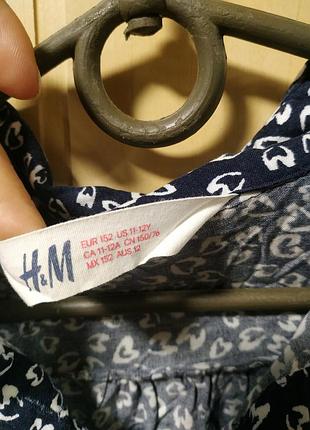 H&M
EUR 152 US 11-12Y
CA 11-12A CN 150/76
MX 152 AUS 12